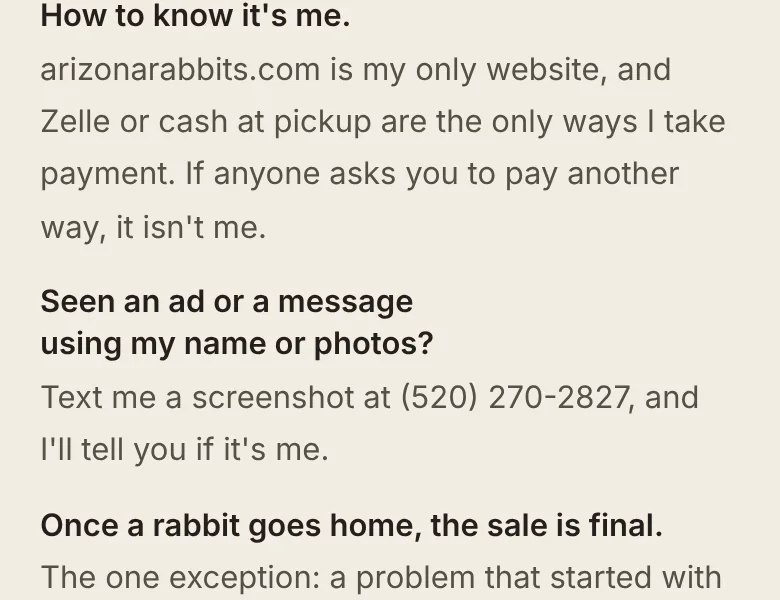 How to know it's me.
arizonarabbits.com is my only website, and
Zelle or cash at pickup are the only ways I take
payment. If anyone asks you to pay another
way, it isn't me.
Seen an ad or a message
using my name or photos?
Text me a screenshot at (520) 270-2827, and
I'll tell you if it's me.
Once a rabbit goes home, the sale is final.
The one exception: a problem that started with